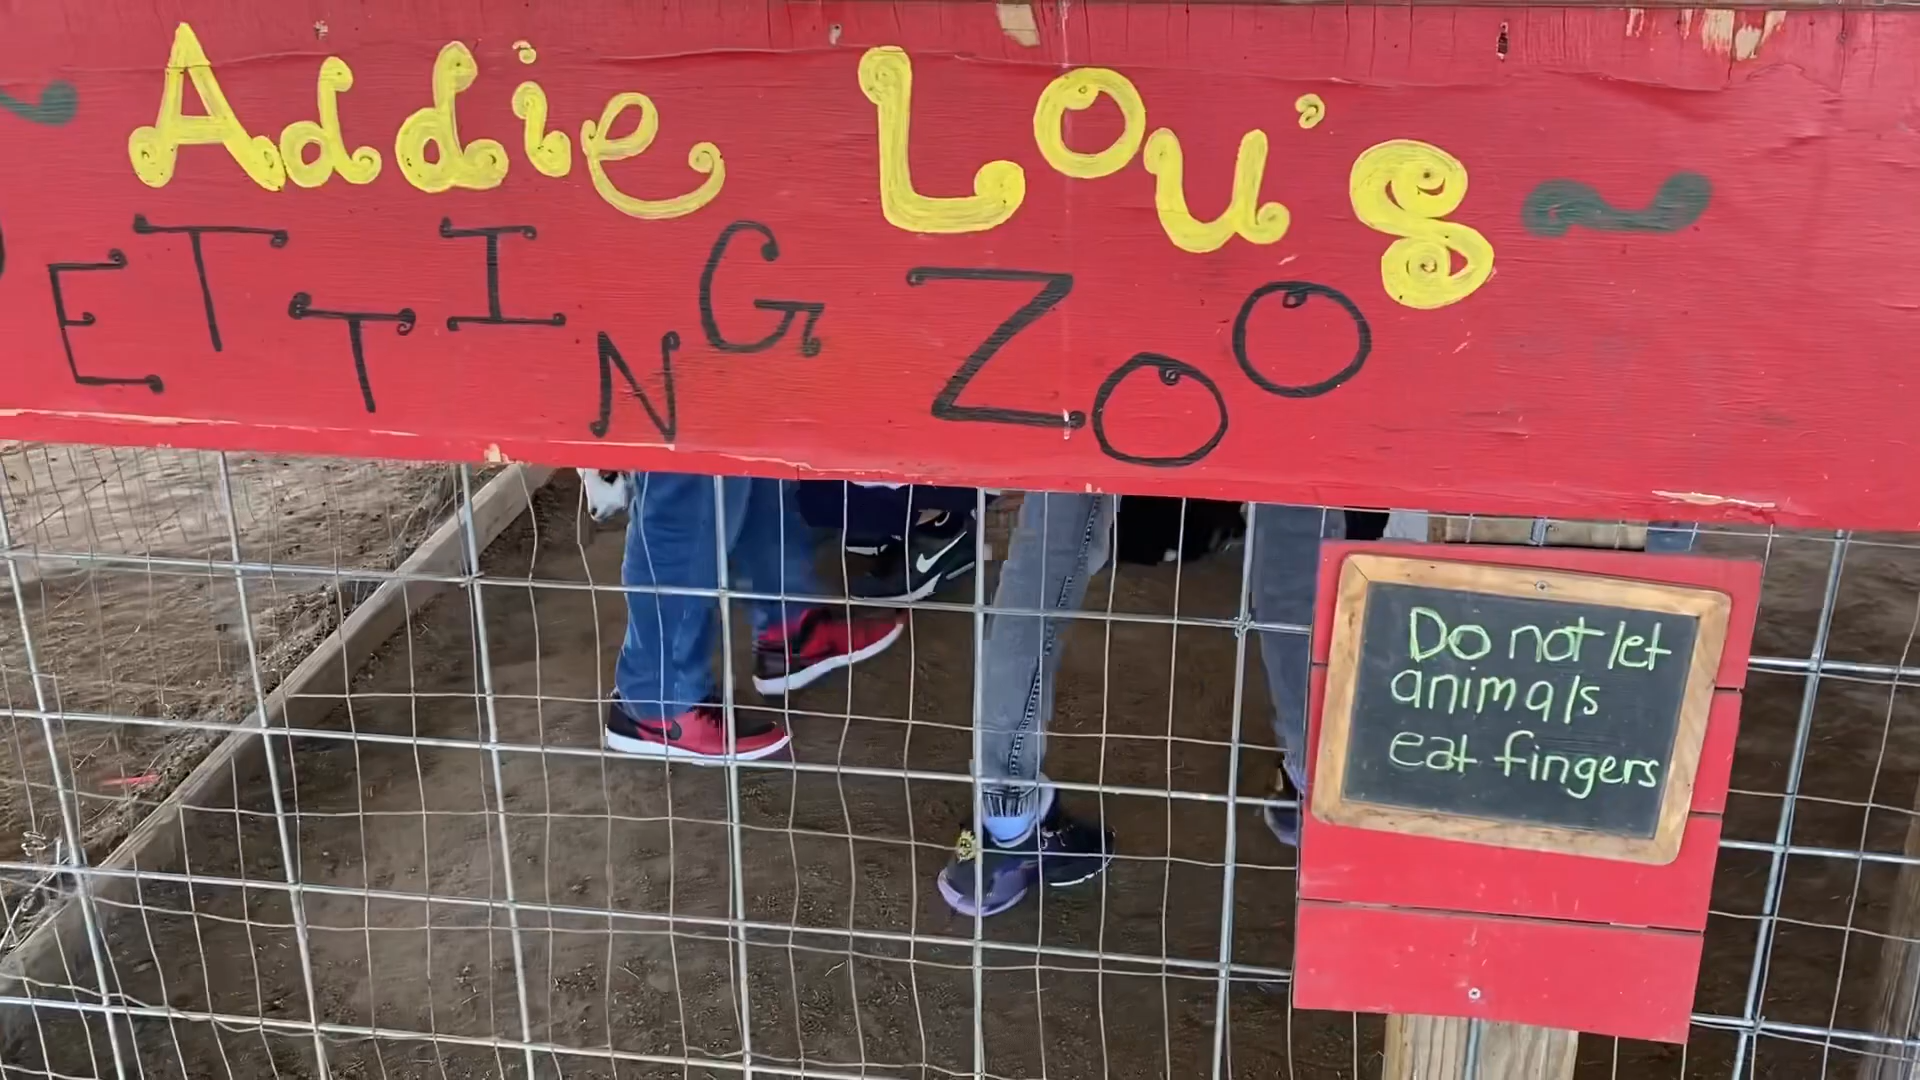 Addie Lou's
ETTING ZOO
Do not let
animals
eat fingers